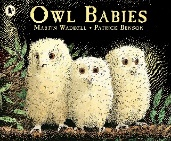 OWL BABIES
MARTIN WADDELL • PATRICK BENSON